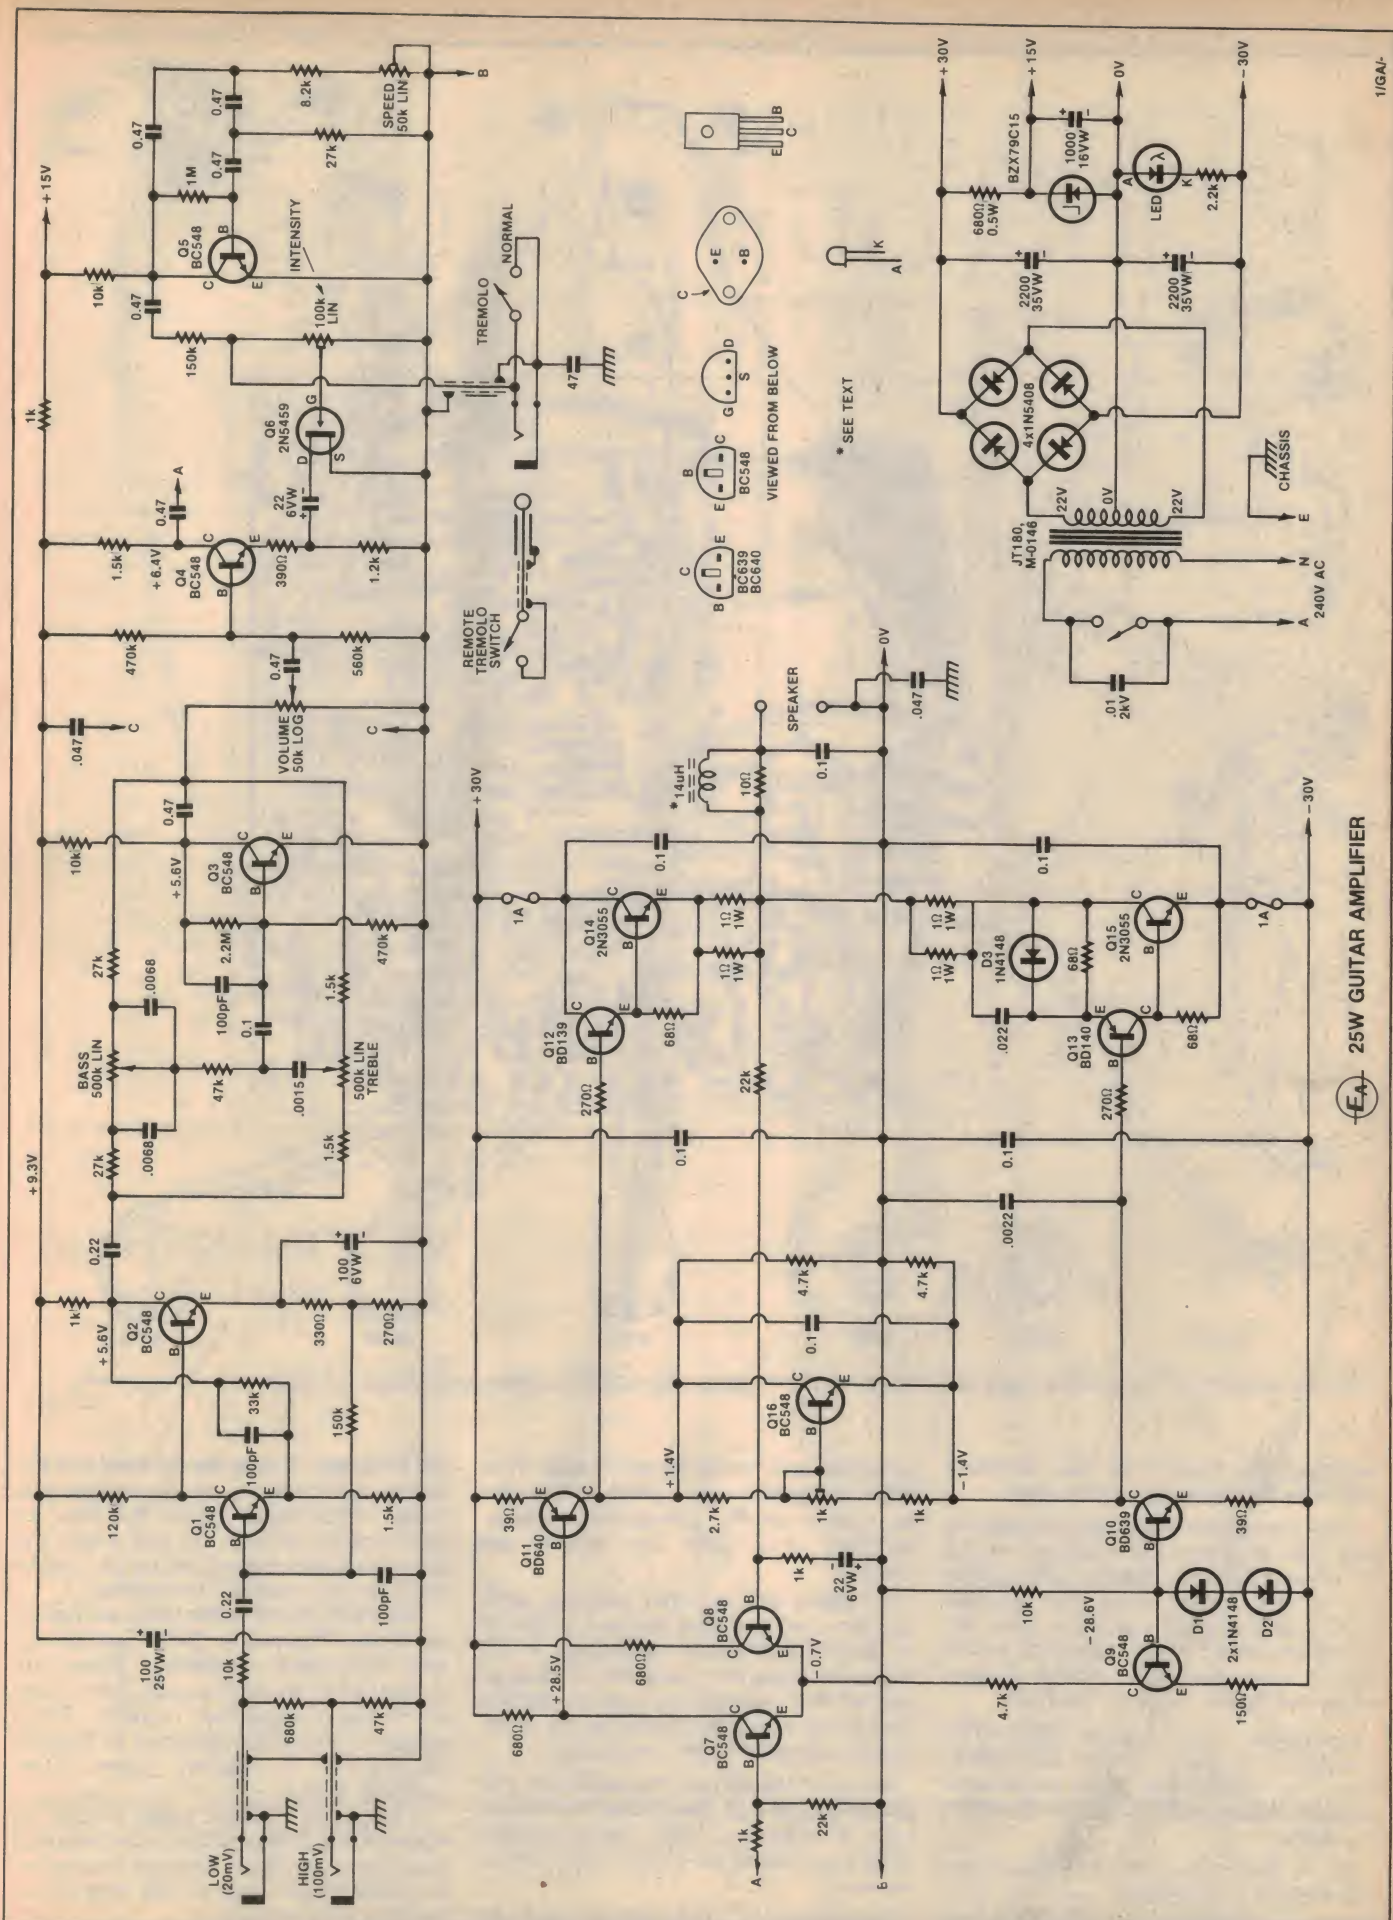 LOW
(20mV)
HIGH
(100mV)
680k
47k
10k
100
25VW
+
-
0.22
100pF
120k
Q1
BC548
B
C
E
1.5k
100pF
33k
150k
+9.3V
1k
+5.6V
Q2
BC548
B
C
E
330Ω
270Ω
100
6VW
+
-
0.22
27k
.0068
BASS
500k LIN
.0068
27k
47k
.0015
0.1
1.5k
500k LIN
TREBLE
1.5k
100pF
2.2M
470k
10k
+5.6V
Q3
BC548
B
C
E
0.47
VOLUME
50k LOG
.047
C
C
0.47
470k
560k
1.5k
+6.4V
Q4
BC548
B
C
E
390Ω
1.2k
0.47
A
22
6VW
+
-
Q6
2N5459
D
G
S
1k
+15V
150k
0.47
10k
100k
LIN
INTENSITY
Q5
BC548
C
B
E
1M
0.47
0.47
0.47
27k
8.2k
SPEED
50k LIN
B
REMOTE
TREMOLO
SWITCH
TREMOLO
NORMAL
47
B
C
E
BC639
BC640
E
B
C
BC548
G
S
D
C
E
B
E
C
B
VIEWED FROM BELOW
* SEE TEXT
A
K
A
1k
22k
B
680Ω
+28.5V
Q7
BC548
B
C
E
680Ω
Q8
BC548
B
C
E
-0.7V
1k
22
6VW
-
+
4.7k
Q9
BC548
C
B
E
150Ω
10k
-28.6V
D1
2x1N4148
D2
39Ω
Q11
BD640
E
B
C
+1.4V
2.7k
1k
1k
-1.4V
Q10
BD639
C
B
E
39Ω
Q16
BC548
B
C
E
0.1
4.7k
4.7k
.0022
0.1
0.1
22k
270Ω
Q12
BD139
B
C
E
68Ω
Q14
2N3055
B
C
E
1Ω
1W
1Ω
1W
1A
+30V
0.1
* 14uH
10Ω
0.1
SPEAKER
0V
.047
270Ω
Q13
BD140
B
E
C
.022
1Ω
1W
1Ω
1W
D3
1N4148
68Ω
68Ω
Q15
2N3055
B
C
E
0.1
1A
-30V
.01
2kV
A
240V AC
N
E
CHASSIS
JT180,
M-0146
22V
0V
22V
4x1N5408
2200
35VW
+
-
2200
35VW
+
-
680Ω
0.5W
BZX79C15
1000
16VW
+
-
LED
A
K
λ
2.2k
+30V
+15V
0V
-30V
EA 25W GUITAR AMPLIFIER
1/GA/-